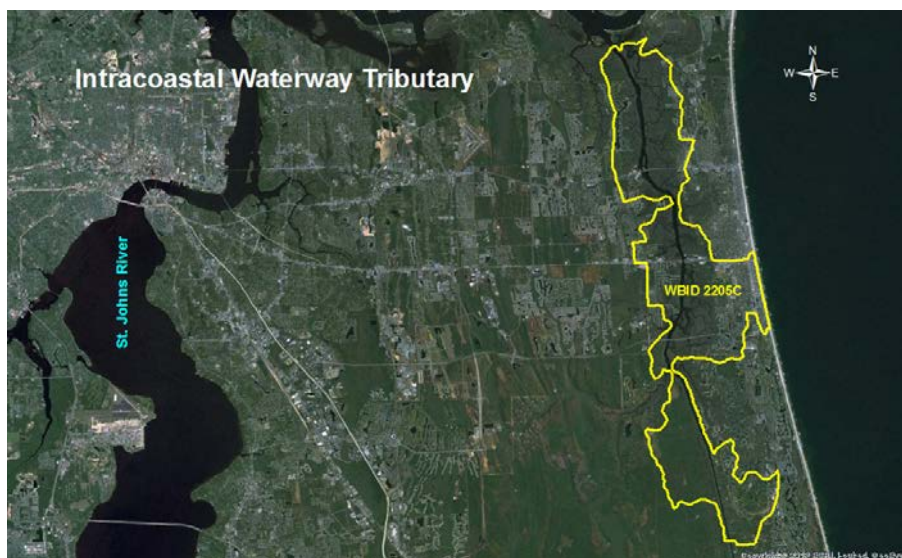 Intracoastal Waterway Tributary
N
W E
S
St. Johns River
WBID 2205C